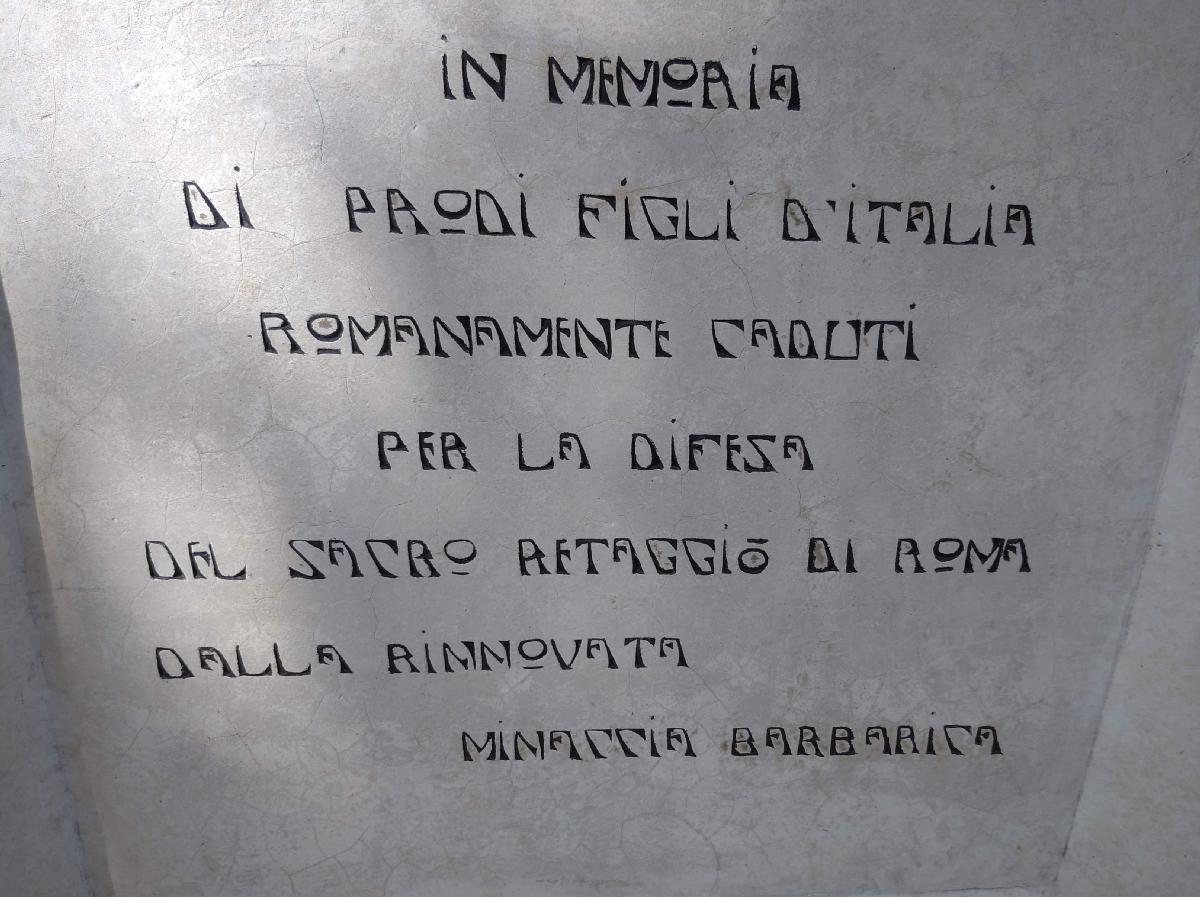 IN MEMORIA
DI PRODI FIGLI D'ITALIA
ROMANAMENTE CADUTI
PER LA DIFESA
DEL SACRO RETAGGIO DI ROMA
DALLA RINNOVATA
MINACCIA BARBARICA